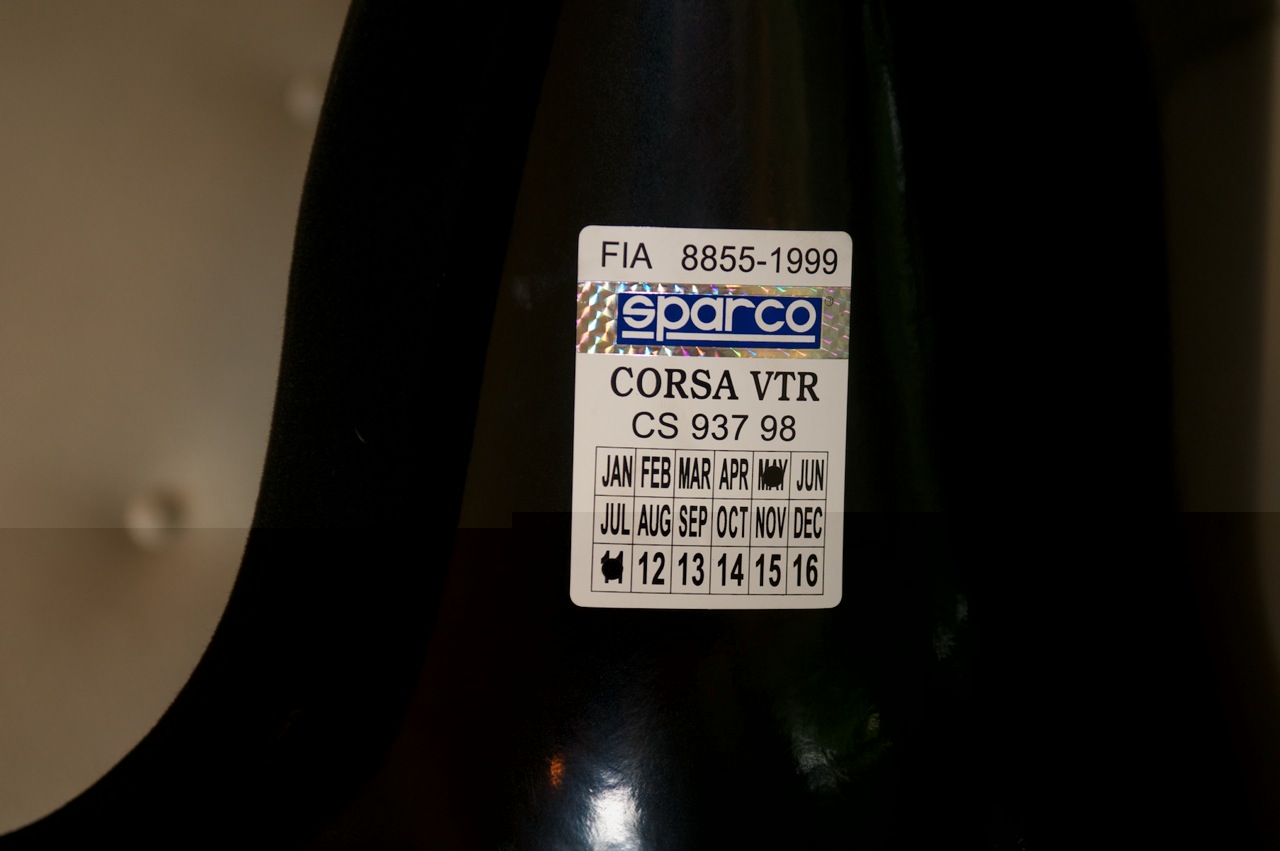 FIA 8855-1999
sparco®
CORSA VTR
CS 937 98
JAN FEB MAR APR MAY JUN
JUL AUG SEP OCT NOV DEC
11 12 13 14 15 16